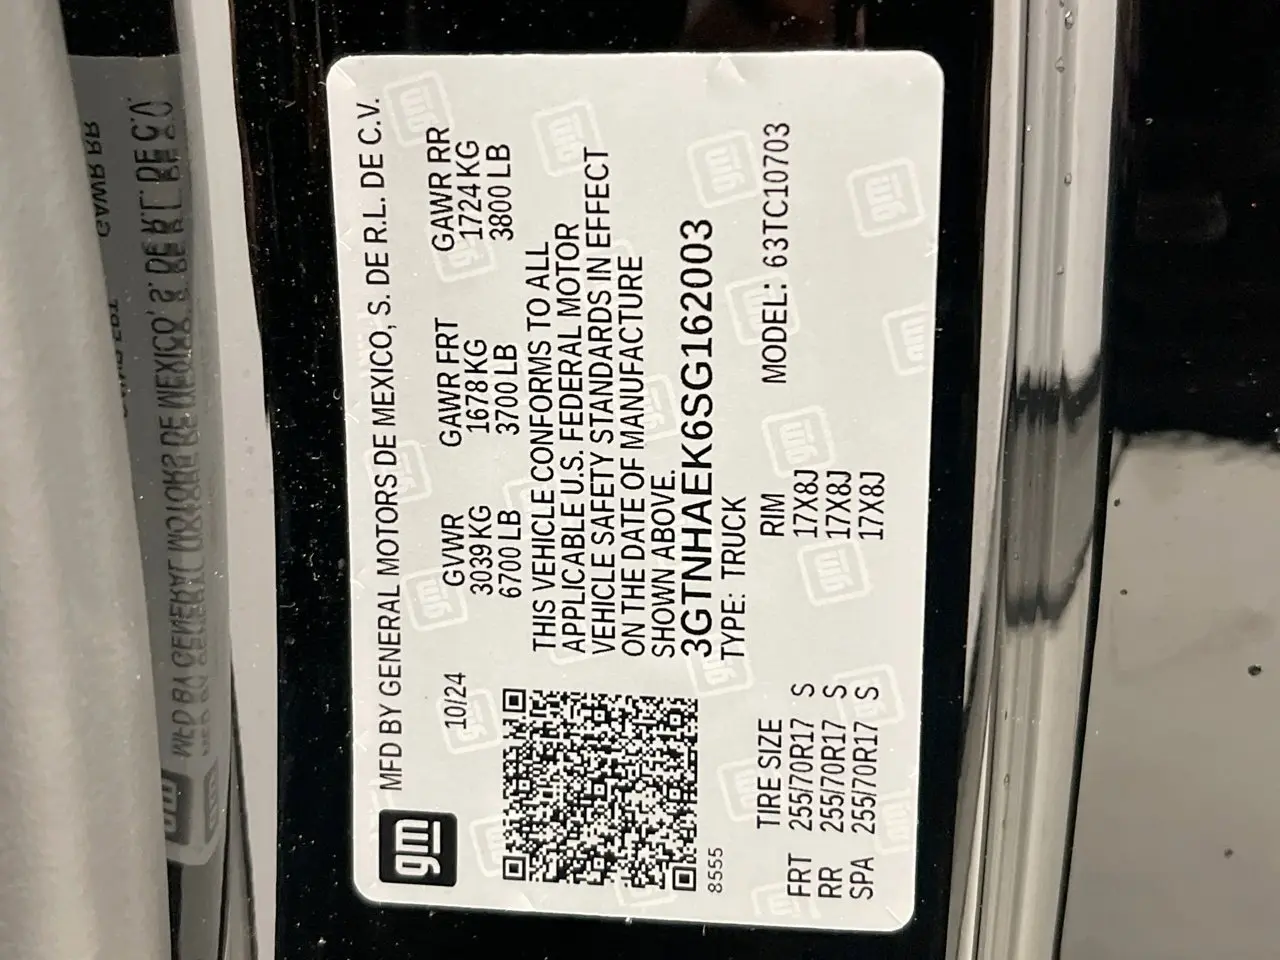 gm MFD BY GENERAL MOTORS DE MEXICO, S. DE R.L. DE C.V.
10/24 GVWR GAWR FRT GAWR RR
3039 KG 1678 KG 1724 KG
6700 LB 3700 LB 3800 LB
THIS VEHICLE CONFORMS TO ALL
APPLICABLE U.S. FEDERAL MOTOR
VEHICLE SAFETY STANDARDS IN EFFECT
ON THE DATE OF MANUFACTURE
SHOWN ABOVE.
3GTNHAEK6SG162003
8555 TYPE: TRUCK
TIRE SIZE RIM MODEL: 63TC10703
FRT 255/70R17 S 17X8J
RR 255/70R17 S 17X8J
SPA 255/70R17 S 17X8J